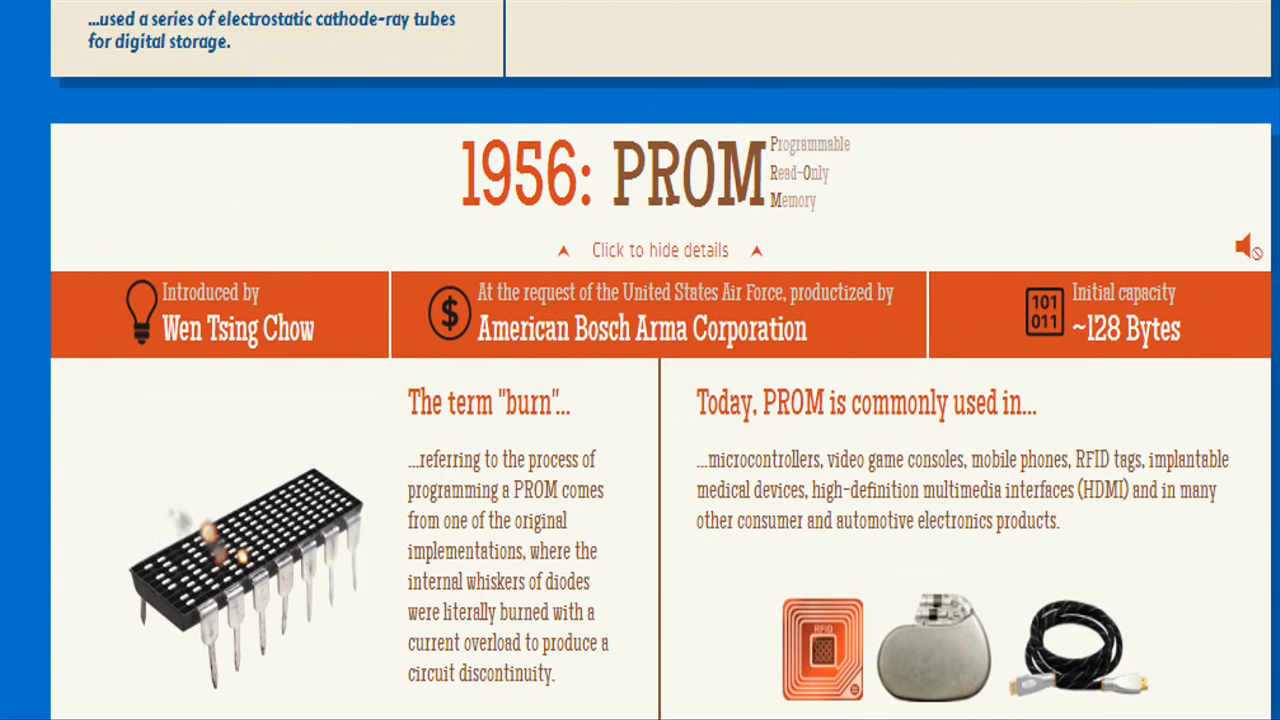 ...used a series of electrostatic cathode-ray tubes
for digital storage.
1956: PROM
Programmable
Read-Only
Memory
Click to hide details
Introduced by
Wen Tsing Chow
At the request of the United States Air Force, productized by
American Bosch Arma Corporation
101
011
Initial capacity
~128 Bytes
The term "burn"...
...referring to the process of
programming a PROM comes
from one of the original
implementations, where the
internal whiskers of diodes
were literally burned with a
current overload to produce a
circuit discontinuity.
Today, PROM is commonly used in...
...microcontrollers, video game consoles, mobile phones, RFID tags, implantable
medical devices, high-definition multimedia interfaces (HDMI) and in many
other consumer and automotive electronics products.
RFID